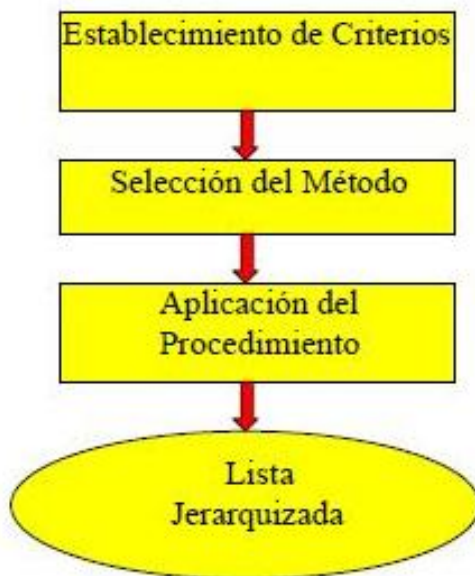 Establecimiento de Criterios
Selección del Método
Aplicación del
Procedimiento
Lista
Jerarquizada